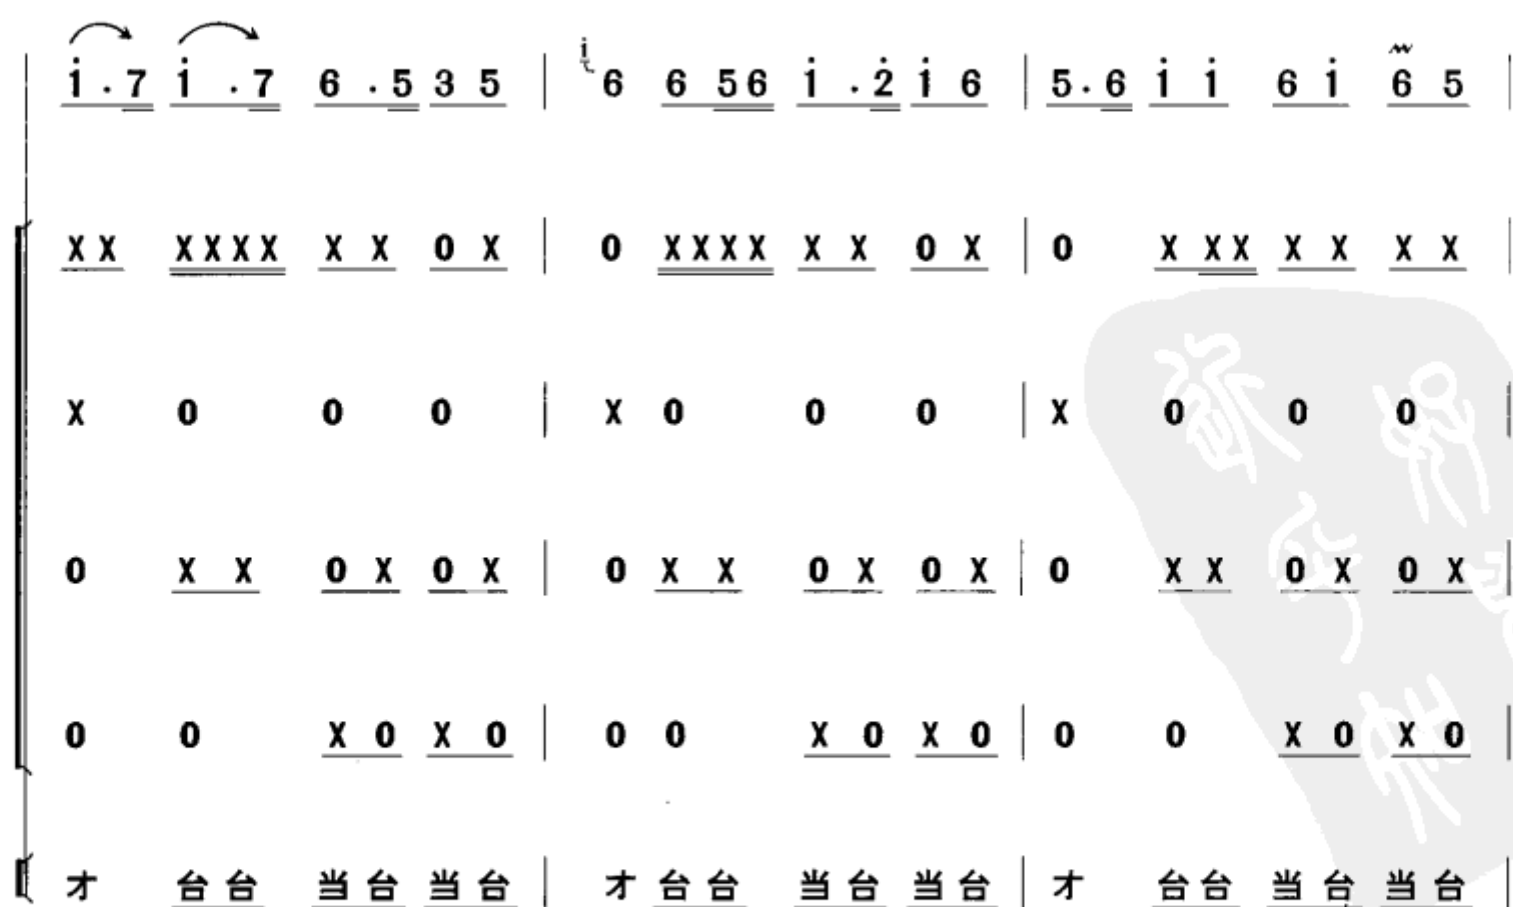 i̇ . 7 i̇ . 7 6 . 5 3 5 | i̇ 6 6 5 6 i̇ . 2̇ i̇ 6 | 5 . 6 i̇ i̇ 6 i̇ 6 5 |
X X X X X X X X 0 X | 0 X X X X X X 0 X | 0 X X X X X X X |
X 0 0 0 | X 0 0 0 | X 0 0 0 |
0 X X 0 X 0 X | 0 X X 0 X 0 X | 0 X X 0 X 0 X |
0 0 X 0 X 0 | 0 0 X 0 X 0 | 0 0 X 0 X 0 |
才 台 台 当 台 当 台 | 才 台 台 当 台 当 台 | 才 台 台 当 台 当 台 |